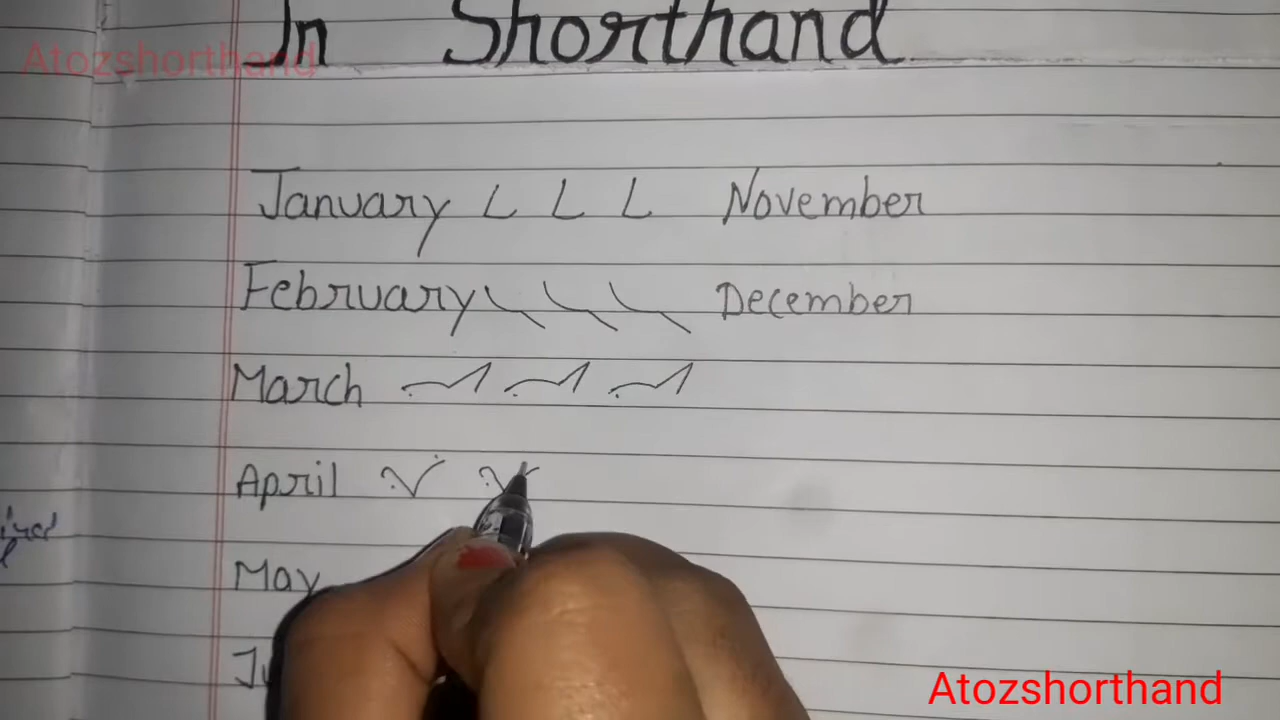 In Shorthand
Atozshorthand
January November
February December
March
April
May
Atozshorthand